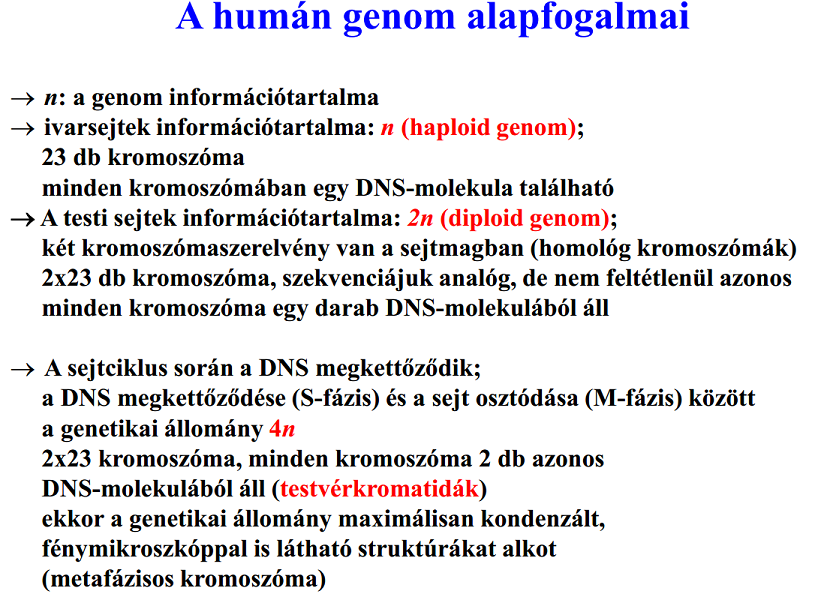 A humán genom alapfogalmai
→ n: a genom információtartalma
→ ivarsejtek információtartalma: n (haploid genom);
23 db kromoszóma
minden kromoszómában egy DNS-molekula található
→ A testi sejtek információtartalma: 2n (diploid genom);
két kromoszómaszerelvény van a sejtmagban (homológ kromoszómák)
2x23 db kromoszóma, szekvenciájuk analóg, de nem feltétlenül azonos
minden kromoszóma egy darab DNS-molekulából áll
→ A sejtciklus során a DNS megkettőződik;
a DNS megkettőződése (S-fázis) és a sejt osztódása (M-fázis) között
a genetikai állomány 4n
2x23 kromoszóma, minden kromoszóma 2 db azonos
DNS-molekulából áll (testvérkromatidák)
ekkor a genetikai állomány maximálisan kondenzált,
fénymikroszkóppal is látható struktúrákat alkot
(metafázisos kromoszóma)